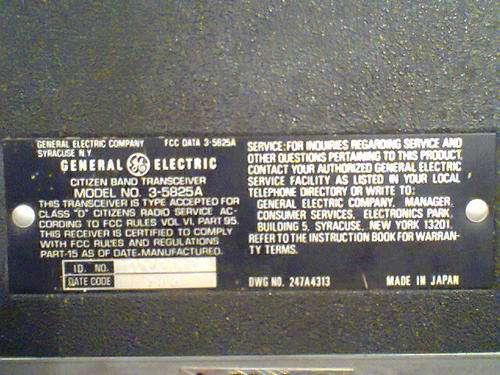 GENERAL ELECTRIC COMPANY FCC DATA 3-5825A
SYRACUSE N.Y
GENERAL GE ELECTRIC
CITIZEN BAND TRANSCEIVER
MODEL NO. 3-5825A
THIS TRANSCEIVER IS TYPE ACCEPTED FOR
CLASS "D" CITIZENS RADIO SERVICE AC-
CORDING TO FCC RULES VOL VI, PART 95.
THIS RECEIVER IS CERTIFIED TO COMPLY
WITH FCC RULES AND REGULATIONS
PART-15 AS OF DATE-MANUFACTURED.
ID. NO.
DATE CODE
SERVICE: FOR INQUIRIES REGARDING SERVICE AND
OTHER QUESTIONS PERTAINING TO THIS PRODUCT,
CONTACT YOUR AUTHORIZED GENERAL ELECTRIC
SERVICE FACILITY AS LISTED IN YOUR LOCAL
TELEPHONE DIRECTORY OR WRITE TO:
GENERAL ELECTRIC COMPANY, MANAGER,
CONSUMER SERVICES, ELECTRONICS PARK,
BUILDING 5, SYRACUSE, NEW YORK 13201.
REFER TO THE INSTRUCTION BOOK FOR WARRAN-
TY TERMS.
DWG NO. 247A4313 MADE IN JAPAN